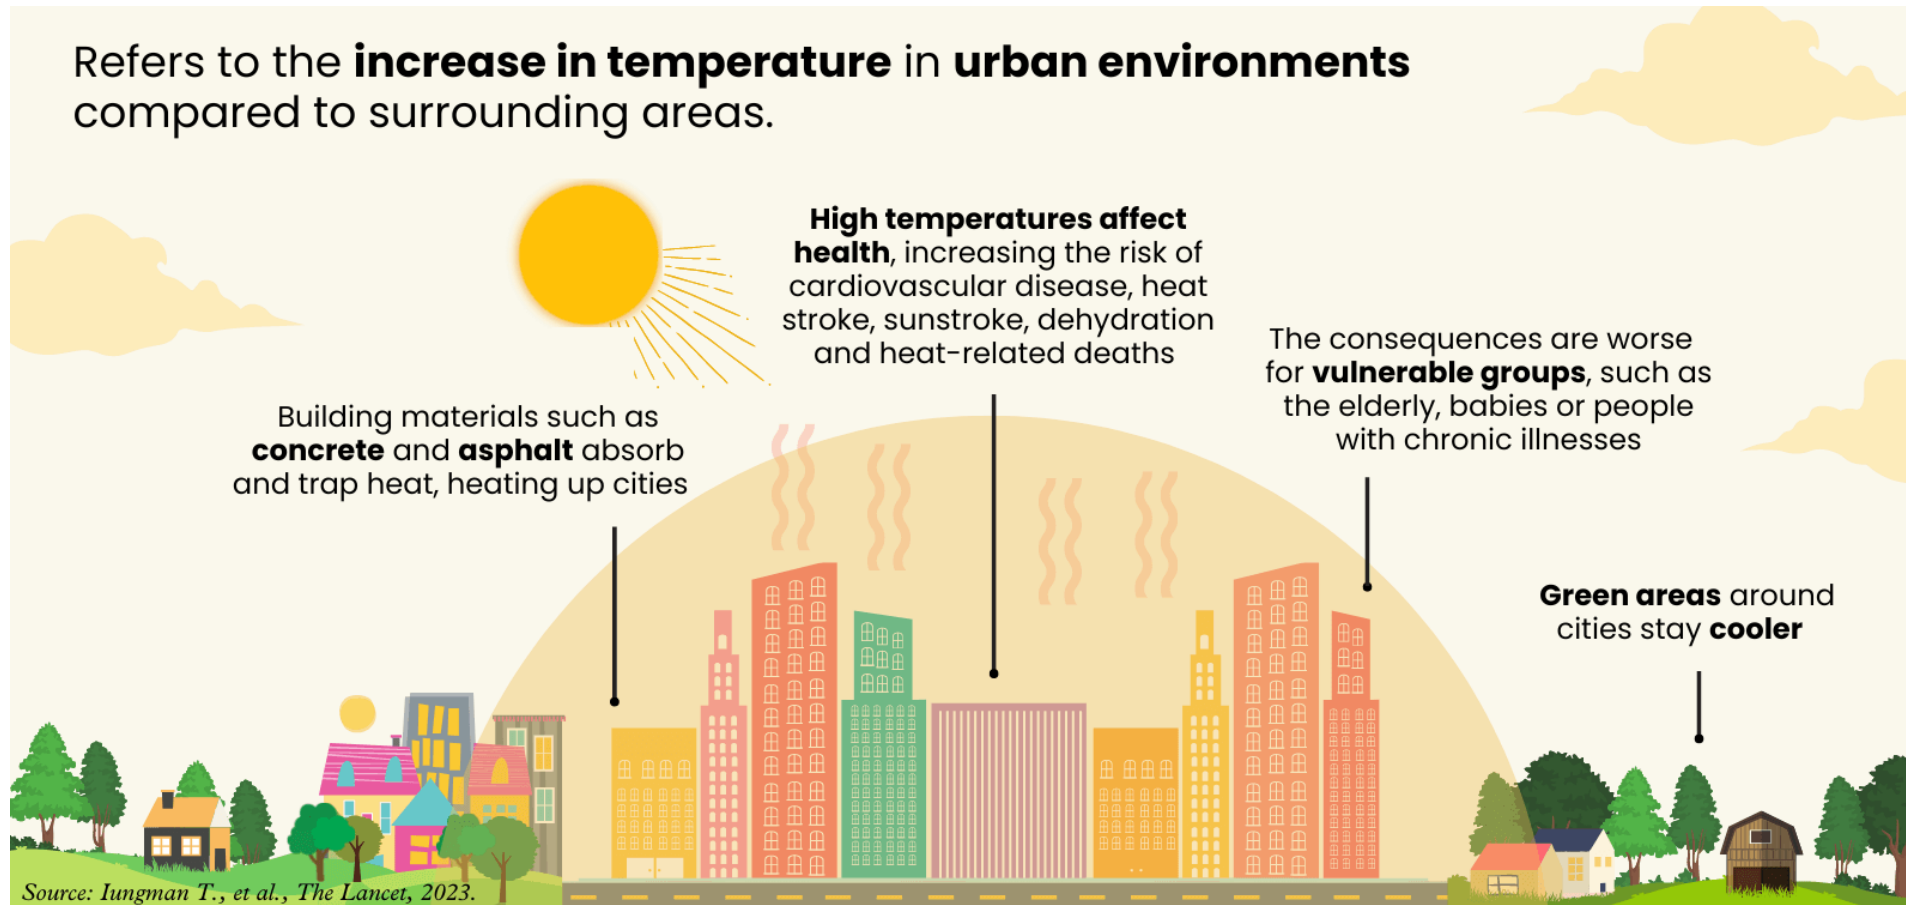 Refers to the increase in temperature in urban environments
compared to surrounding areas.
High temperatures affect
health, increasing the risk of
cardiovascular disease, heat
stroke, sunstroke, dehydration
and heat-related deaths
The consequences are worse
for vulnerable groups, such as
the elderly, babies or people
with chronic illnesses
Building materials such as
concrete and asphalt absorb
and trap heat, heating up cities
Green areas around
cities stay cooler
Source: Iungman T., et al., The Lancet, 2023.